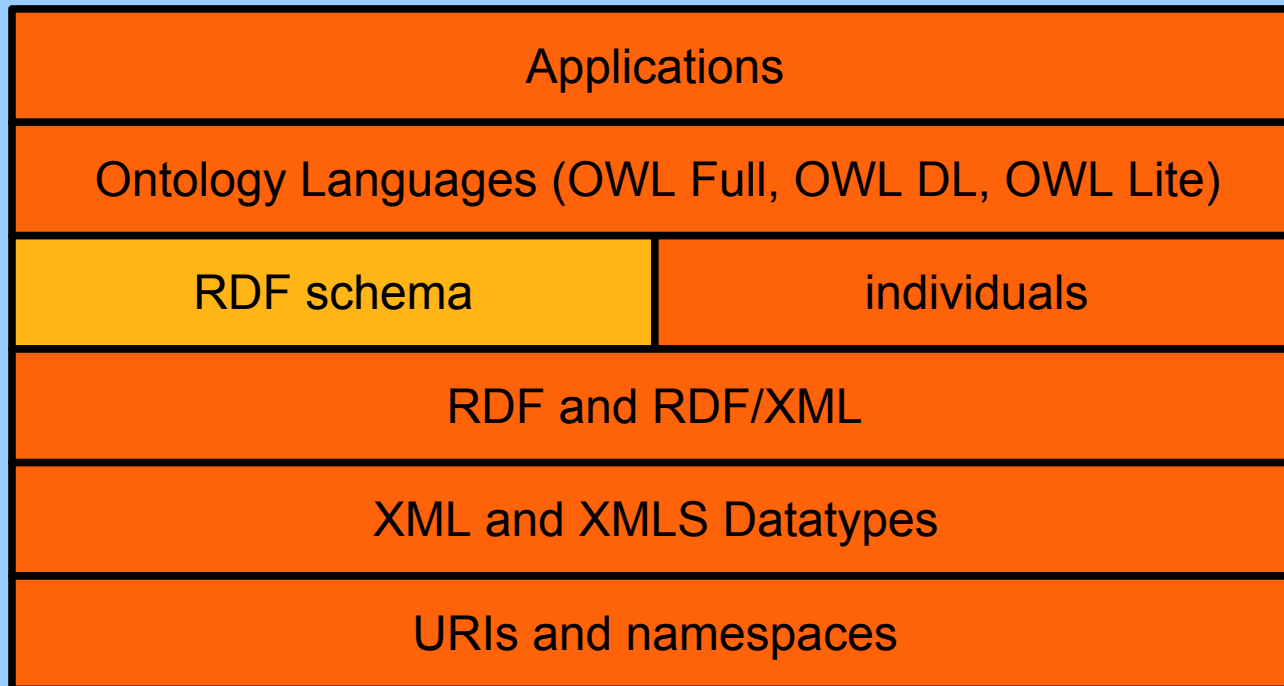 Applications
Ontology Languages (OWL Full, OWL DL, OWL Lite)
RDF schema
individuals
RDF and RDF/XML
XML and XMLS Datatypes
URIs and namespaces